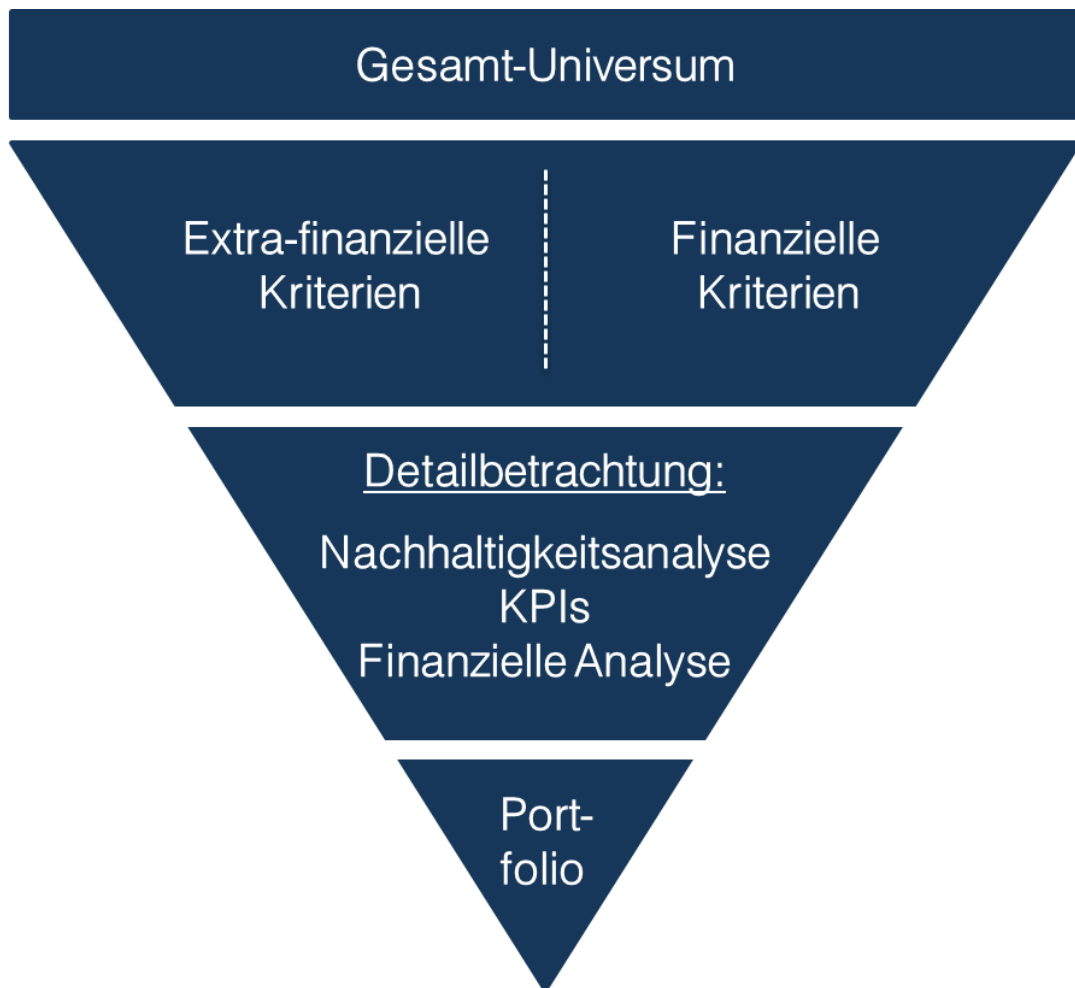 Gesamt-Universum
Extra-finanzielle
Kriterien
Finanzielle
Kriterien
Detailbetrachtung:
Nachhaltigkeitsanalyse
KPIs
Finanzielle Analyse
Port-
folio